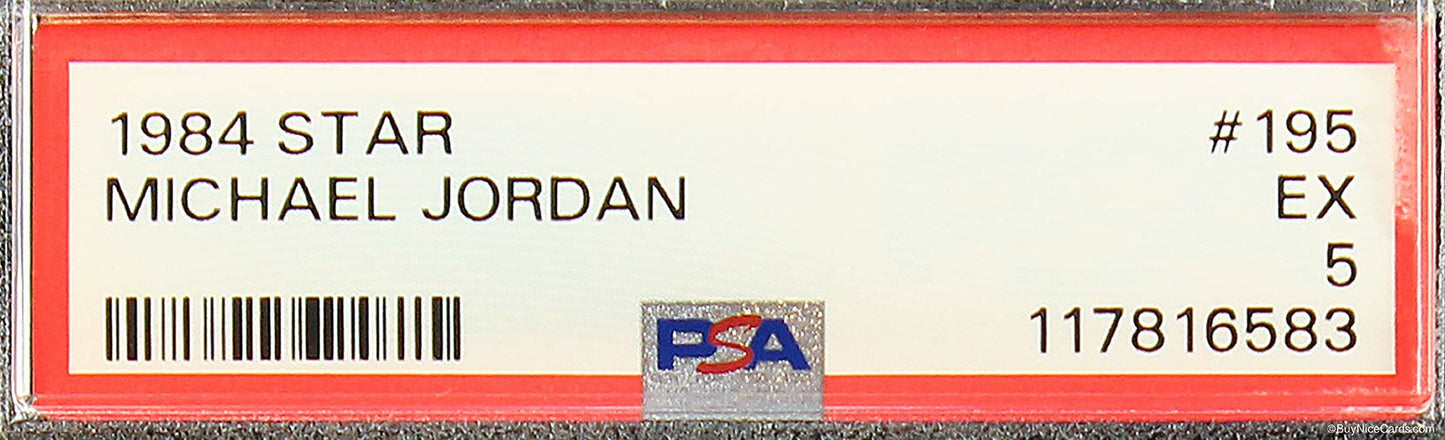 1984 STAR #195
MICHAEL JORDAN EX
5
117816583
PSA
©BuyNiceCards.com